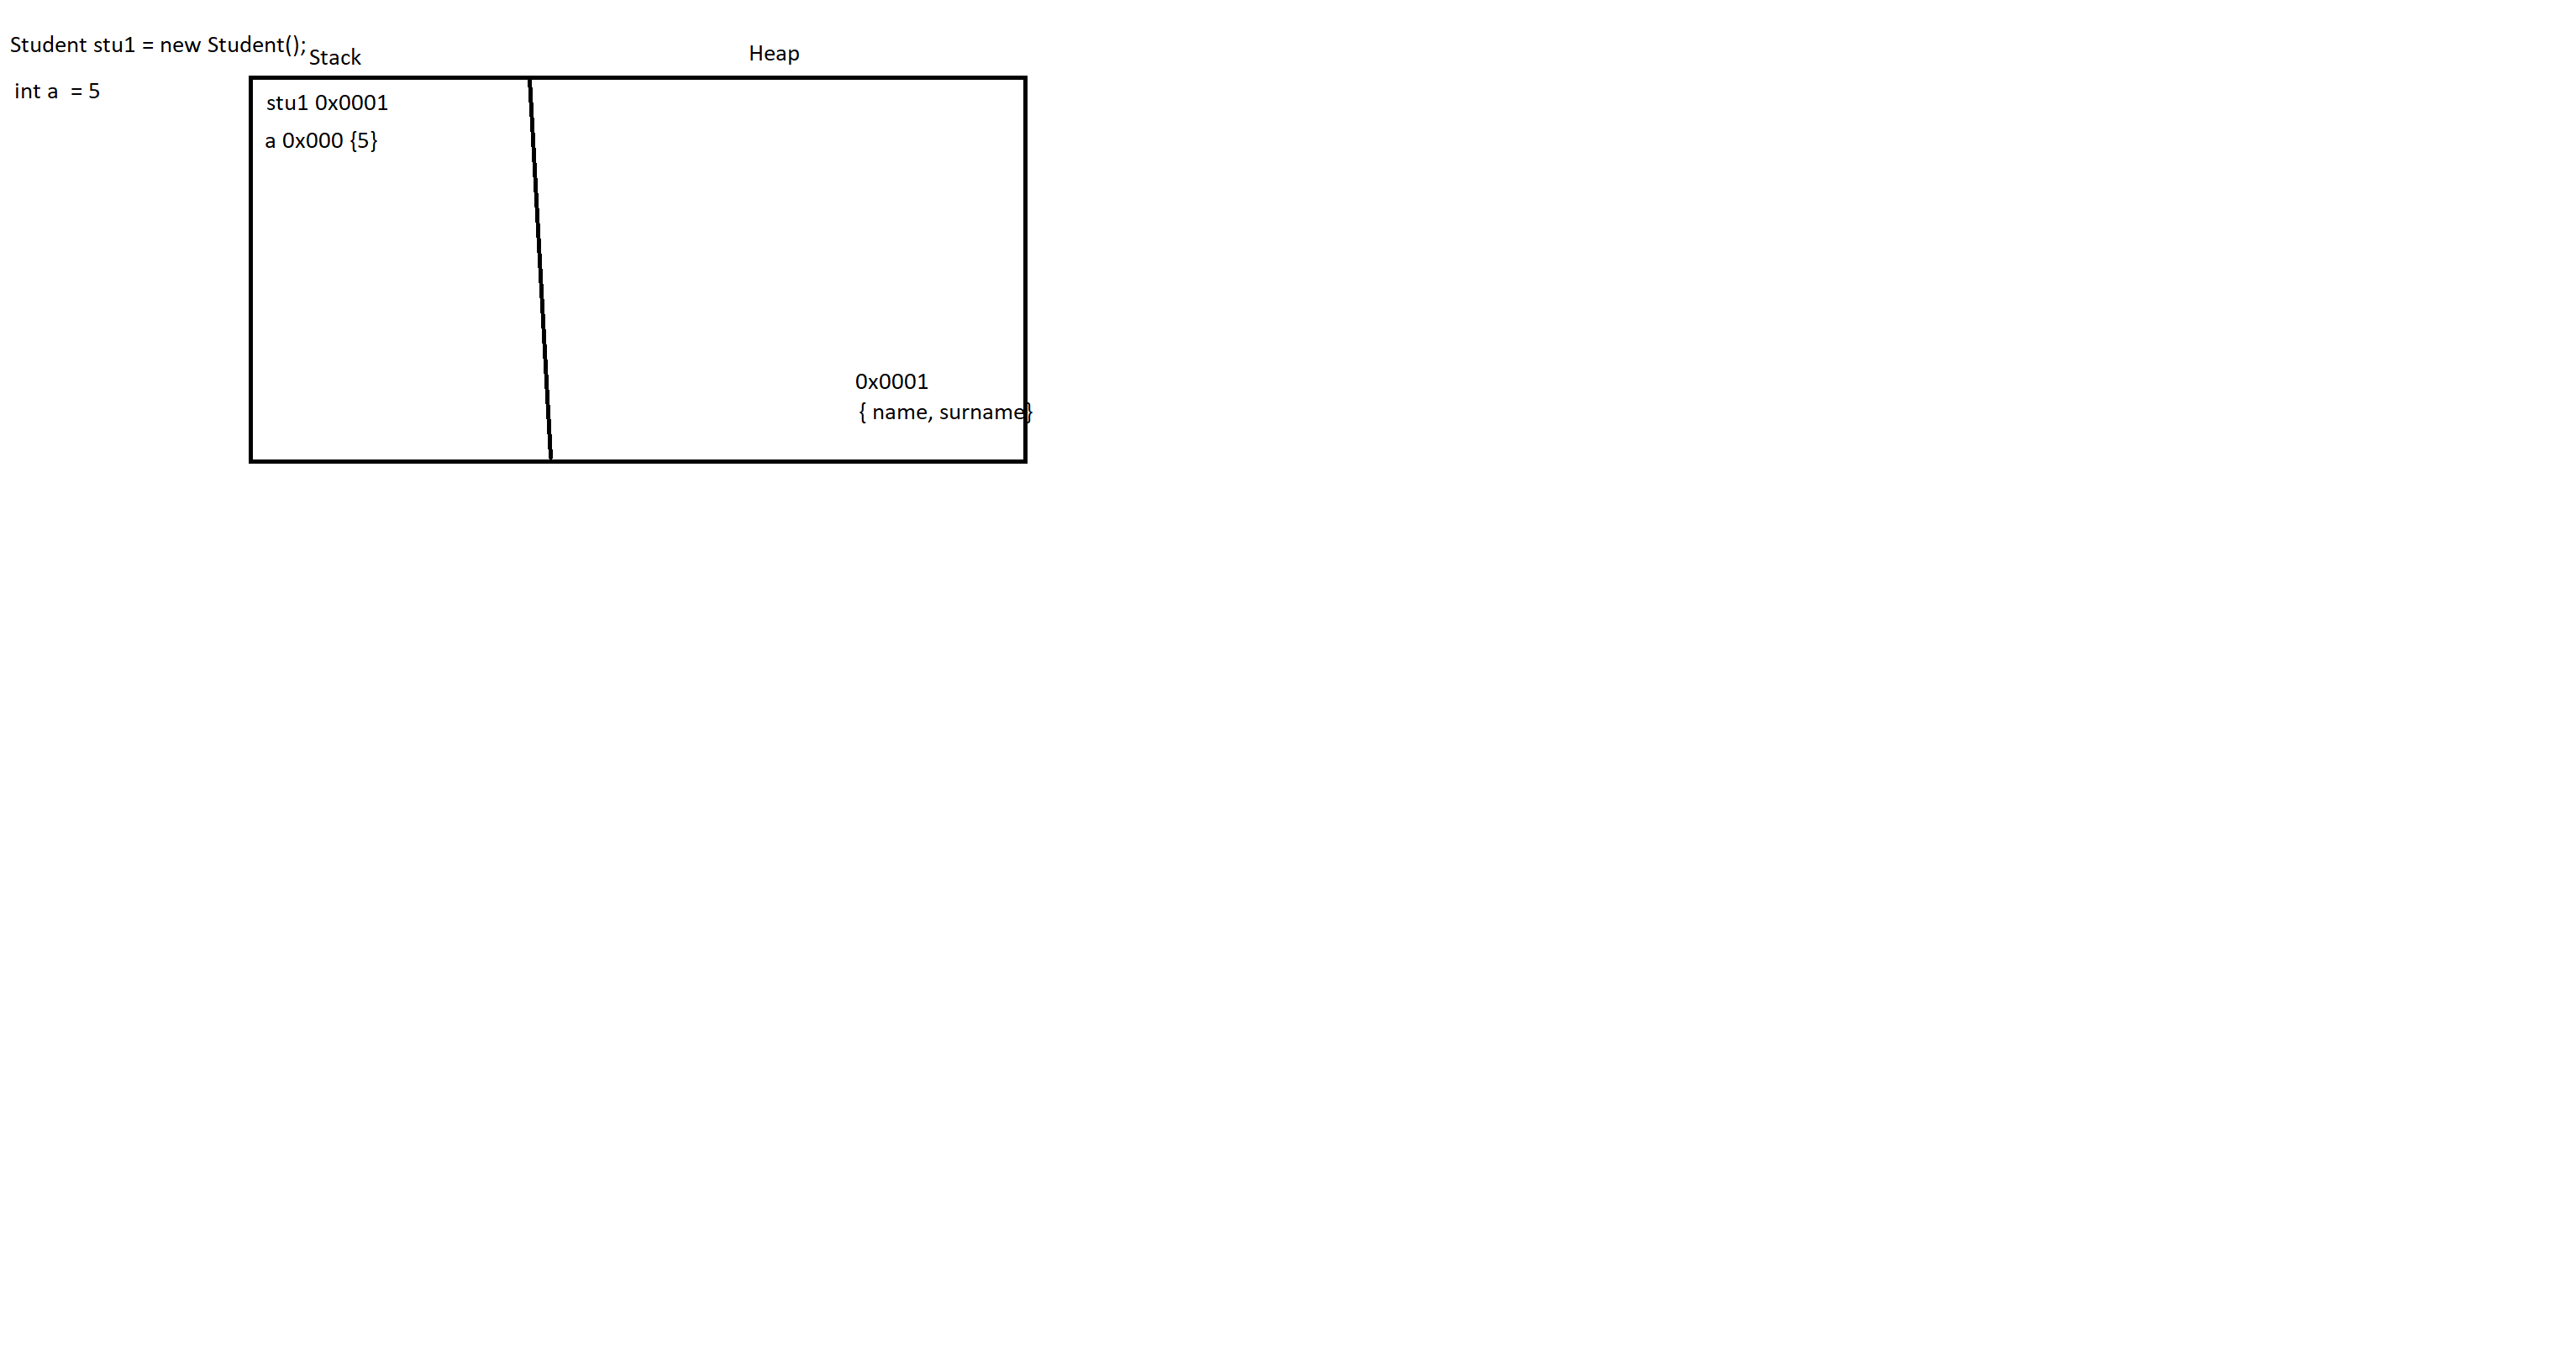 Student stu1 = new Student();
Stack
Heap
int a  = 5
stu1 0x0001
a 0x000 {5}
0x0001
{ name, surname}